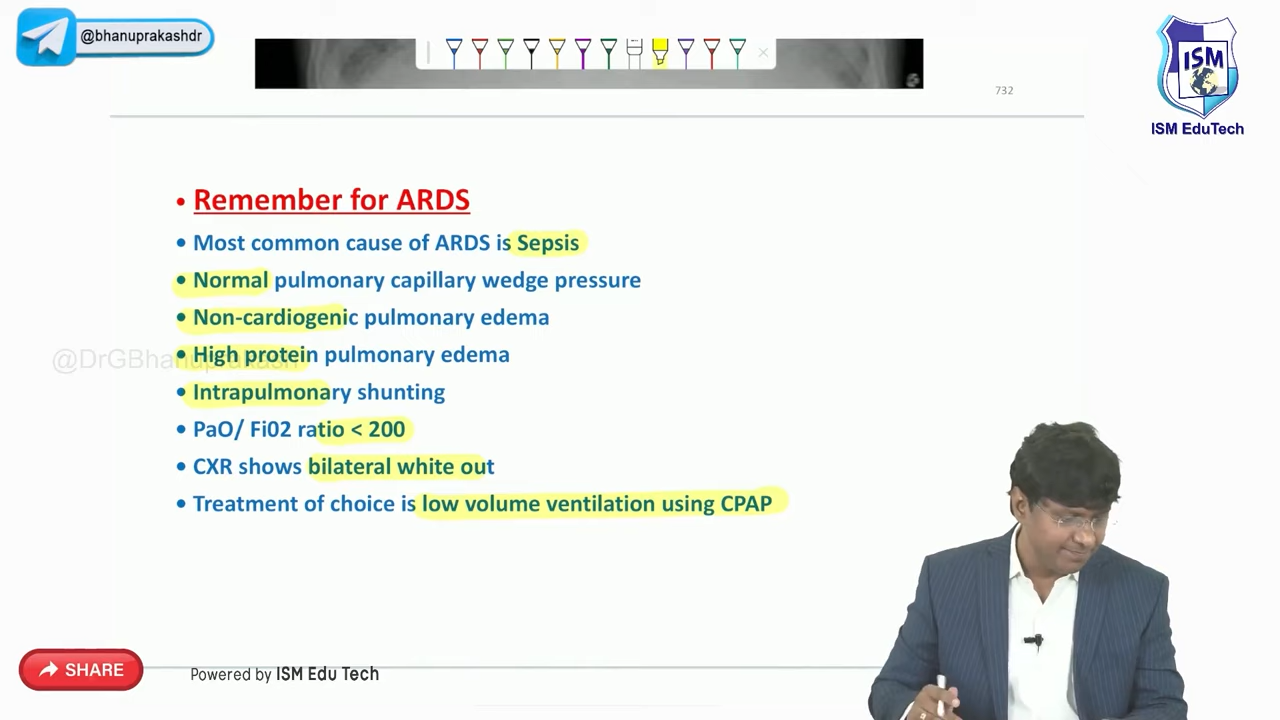 @bhanuprakashdr
732
ISM
ISM EduTech
• Remember for ARDS
• Most common cause of ARDS is Sepsis
• Normal pulmonary capillary wedge pressure
• Non-cardiogenic pulmonary edema
@DrGBhanuprakash
• High protein pulmonary edema
• Intrapulmonary shunting
• PaO/ Fi02 ratio < 200
• CXR shows bilateral white out
• Treatment of choice is low volume ventilation using CPAP
SHARE
Powered by ISM Edu Tech